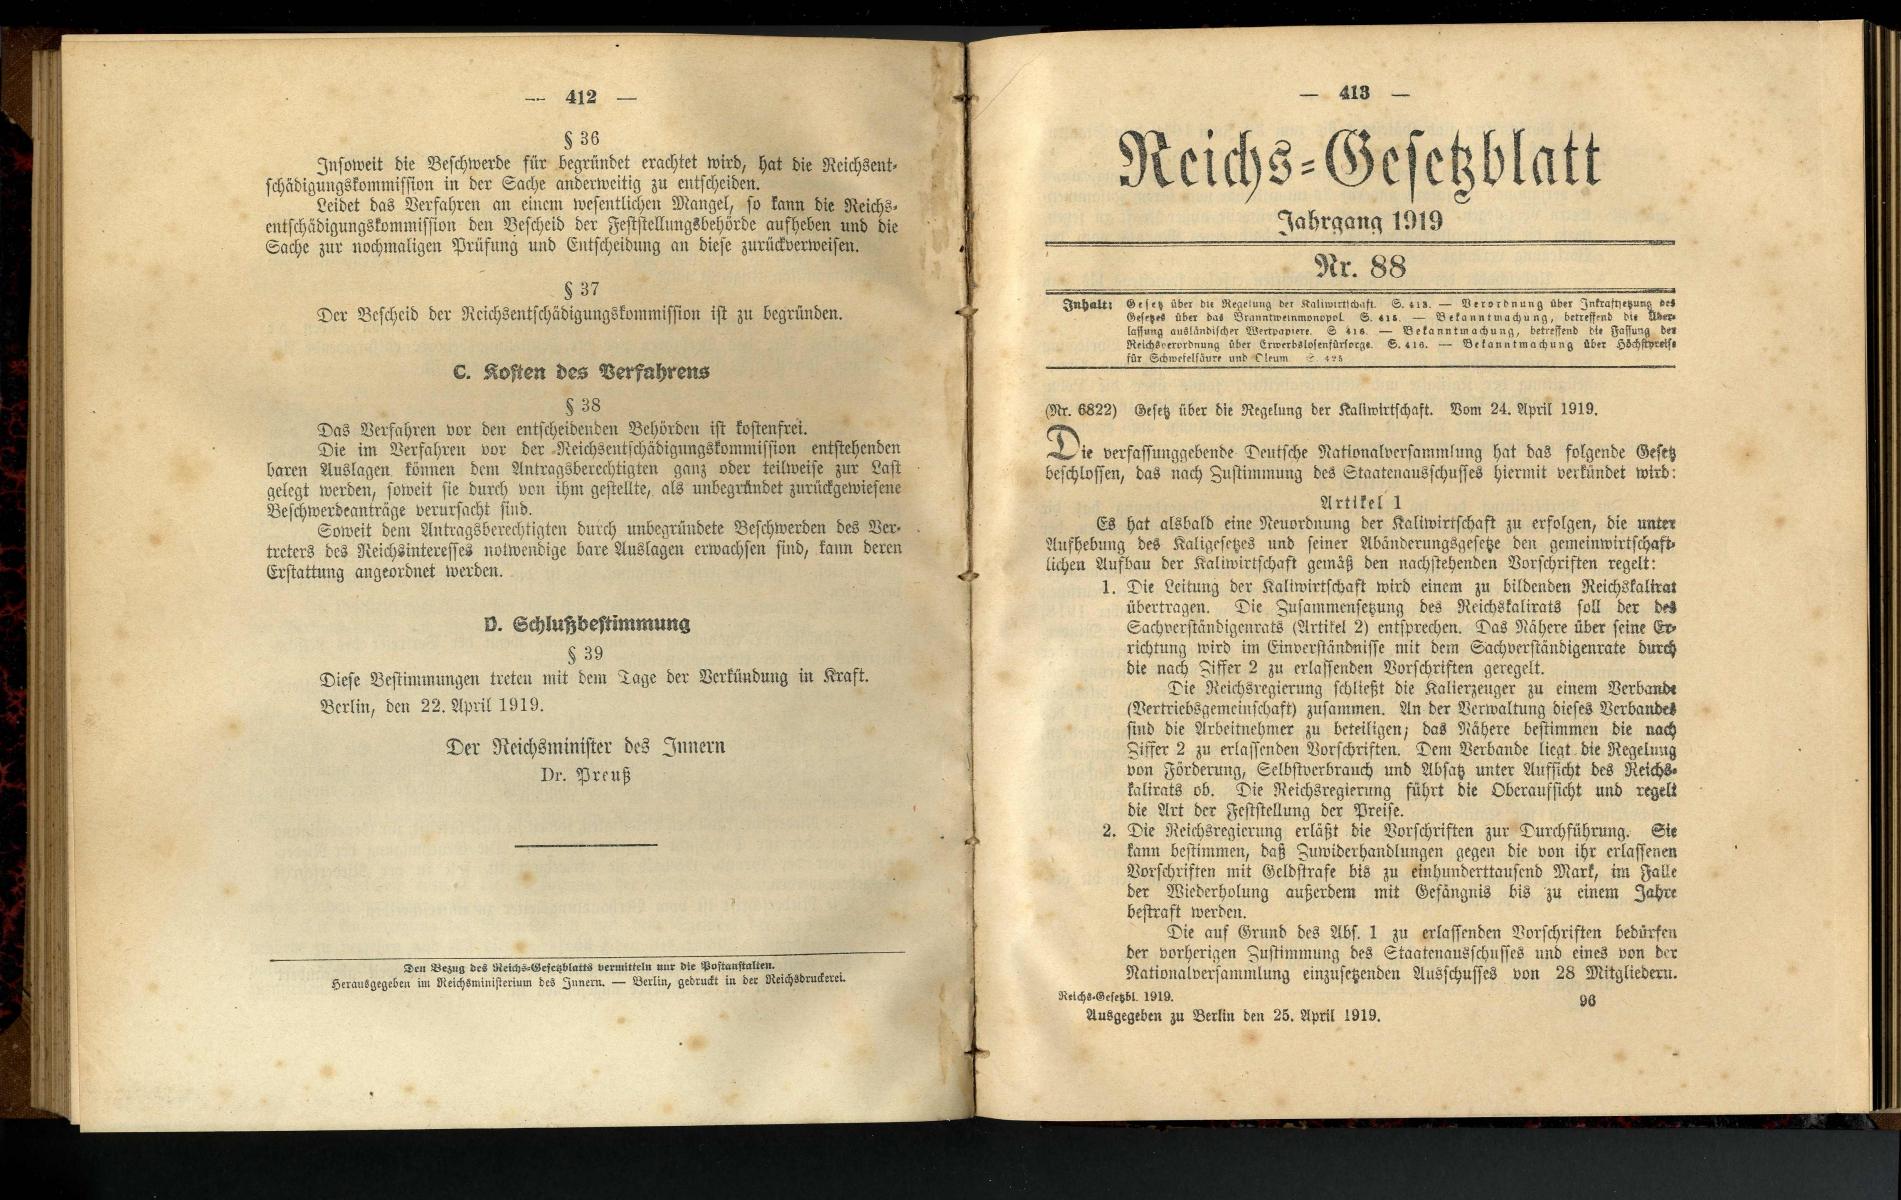 — 412 —
§ 36
Insoweit die Beschwerde für begründet erachtet wird, hat die Reichsent-
schädigungskommission in der Sache anderweitig zu entscheiden.
Leidet das Verfahren an einem wesentlichen Mangel, so kann die Reichs-
entschädigungskommission den Bescheid der Feststellungsbehörde aufheben und die
Sache zur nochmaligen Prüfung und Entscheidung an diese zurückverweisen.
§ 37
Der Bescheid der Reichsentschädigungskommission ist zu begründen.
C. Kosten des Verfahrens
§ 38
Das Verfahren vor den entscheidenden Behörden ist kostenfrei.
Die im Verfahren vor der Reichsentschädigungskommission entstehenden
baren Auslagen können dem Antragsberechtigten ganz oder teilweise zur Last
gelegt werden, soweit sie durch von ihm gestellte, als unbegründet zurückgewiesene
Beschwerdeanträge verursacht sind.
Soweit dem Antragsberechtigten durch unbegründete Beschwerden des Ver-
treters des Reichsinteresses notwendige bare Auslagen erwachsen sind, kann deren
Erstattung angeordnet werden.
D. Schlußbestimmung
§ 39
Diese Bestimmungen treten mit dem Tage der Verkündung in Kraft.
Berlin, den 22. April 1919.
Der Reichsminister des Innern
Dr. Preuß
Den Bezug des Reichs-Gesetzblatts vermitteln nur die Postanstalten.
Herausgegeben im Reichsministerium des Innern. — Berlin, gedruckt in der Reichsdruckerei.
— 413 —
Reichs-Gesetzblatt
Jahrgang 1919
Nr. 88
Inhalt: Gesetz über die Regelung der Kaliwirtschaft. S. 413. — Verordnung über Inkraftsetzung des
Gesetzes über das Branntweinmonopol. S. 415. — Bekanntmachung, betreffend die Über-
lassung ausländischer Wertpapiere. S. 415. — Bekanntmachung, betreffend die Fassung der
Reichsverordnung über Erwerbslosenfürsorge. S. 416. — Bekanntmachung über Höchstpreise
für Schwefelsäure und Oleum. S. 425
(Nr. 6822) Gesetz über die Regelung der Kaliwirtschaft. Vom 24. April 1919.
Die verfassunggebende Deutsche Nationalversammlung hat das folgende Gesetz
beschlossen, das nach Zustimmung des Staatenausschusses hiermit verkündet wird:
Artikel 1
Es hat alsbald eine Neuordnung der Kaliwirtschaft zu erfolgen, die unter
Aufhebung des Kaligesetzes und seiner Abänderungsgesetze den gemeinwirtschaft-
lichen Aufbau der Kaliwirtschaft gemäß den nachstehenden Vorschriften regelt:
1. Die Leitung der Kaliwirtschaft wird einem zu bildenden Reichskalirat
übertragen. Die Zusammensetzung des Reichskalirats soll der des
Sachverständigenrats (Artikel 2) entsprechen. Das Nähere über seine Er-
richtung wird im Einverständnisse mit dem Sachverständigenrate durch
die nach Ziffer 2 zu erlassenden Vorschriften geregelt.
Die Reichsregierung schließt die Kalierzeuger zu einem Verbande
(Vertriebsgemeinschaft) zusammen. An der Verwaltung dieses Verbandes
sind die Arbeitnehmer zu beteiligen; das Nähere bestimmen die nach
Ziffer 2 zu erlassenden Vorschriften. Dem Verbande liegt die Regelung
von Förderung, Selbstverbrauch und Absatz unter Aufsicht des Reichs-
kalirats ob. Die Reichsregierung führt die Oberaufsicht und regelt
die Art der Feststellung der Preise.
2. Die Reichsregierung erläßt die Vorschriften zur Durchführung. Sie
kann bestimmen, daß Zuwiderhandlungen gegen die von ihr erlassenen
Vorschriften mit Geldstrafe bis zu einhunderttausend Mark, im Falle
der Wiederholung außerdem mit Gefängnis bis zu einem Jahre
bestraft werden.
Die auf Grund des Abs. 1 zu erlassenden Vorschriften bedürfen
der vorherigen Zustimmung des Staatenausschusses und eines von der
Nationalversammlung einzusetzenden Ausschusses von 28 Mitgliedern.
Reichs-Gesetzbl. 1919. 96
Ausgegeben zu Berlin den 25. April 1919.